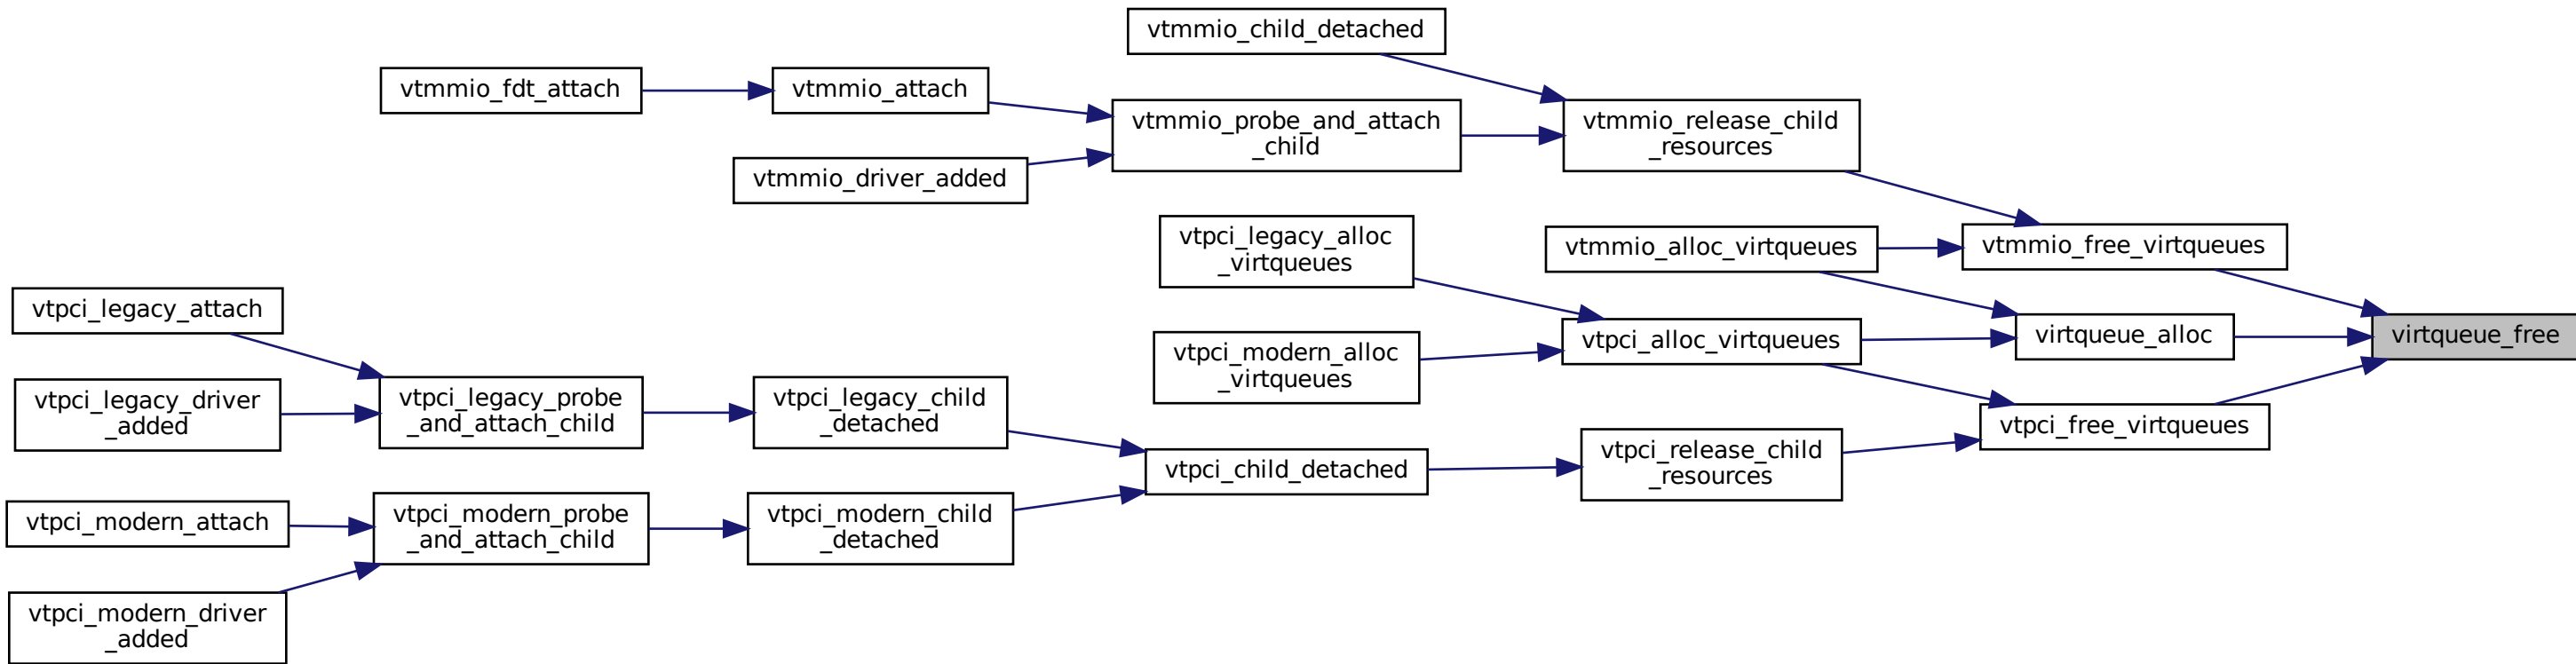 vtmmio_child_detached
vtmmio_fdt_attach
vtmmio_attach
vtmmio_probe_and_attach
_child
vtmmio_release_child
_resources
vtmmio_driver_added
vtpci_legacy_alloc
_virtqueues
vtmmio_alloc_virtqueues
vtmmio_free_virtqueues
vtpci_legacy_attach
vtpci_modern_alloc
_virtqueues
vtpci_alloc_virtqueues
virtqueue_alloc
virtqueue_free
vtpci_legacy_driver
_added
vtpci_legacy_probe
_and_attach_child
vtpci_legacy_child
_detached
vtpci_free_virtqueues
vtpci_child_detached
vtpci_release_child
_resources
vtpci_modern_attach
vtpci_modern_probe
_and_attach_child
vtpci_modern_child
_detached
vtpci_modern_driver
_added